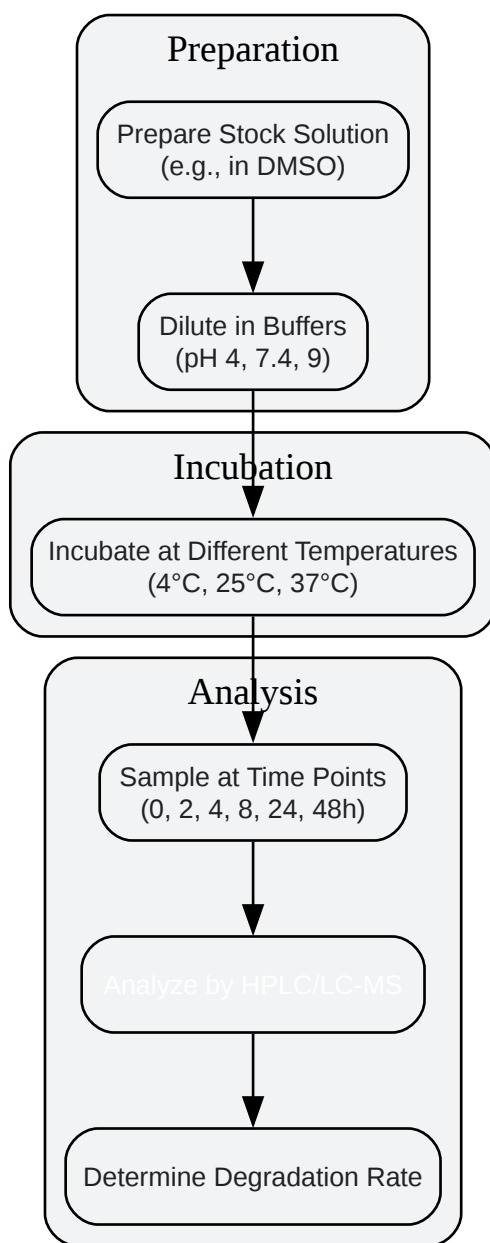 Preparation
Prepare Stock Solution
(e.g., in DMSO)
Dilute in Buffers
(pH 4, 7.4, 9)
Incubation
Incubate at Different Temperatures
(4°C, 25°C, 37°C)
Analysis
Sample at Time Points
(0, 2, 4, 8, 24, 48h)
Analyze by HPLC/LC-MS
Determine Degradation Rate